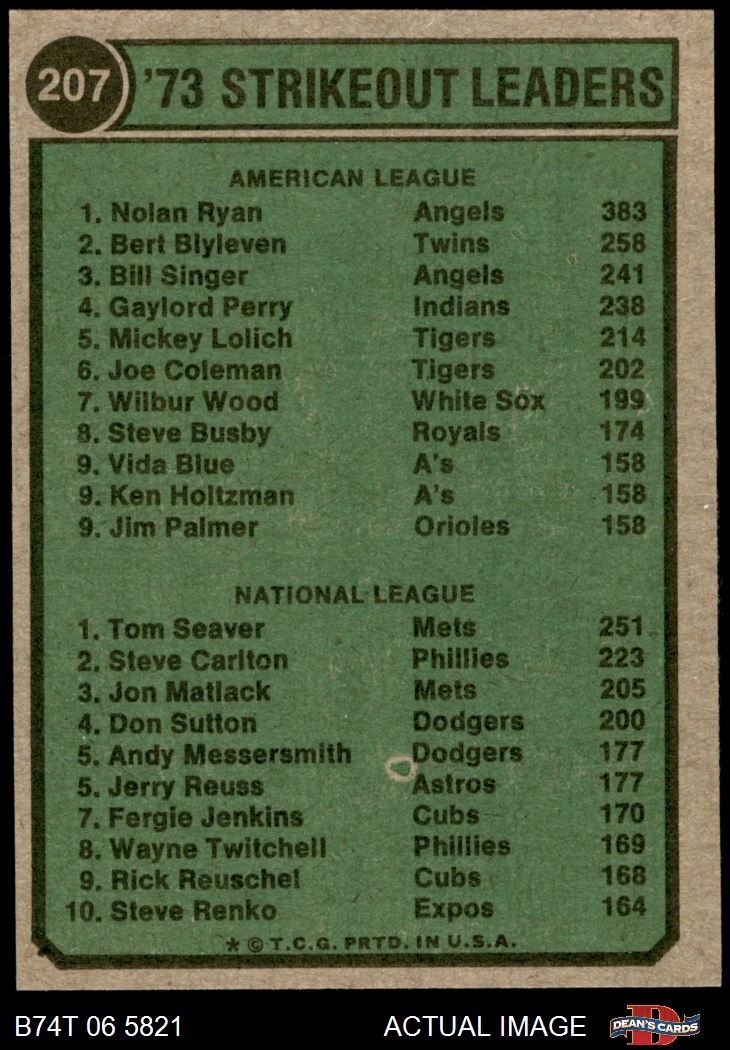 207 '73 STRIKEOUT LEADERS
AMERICAN LEAGUE
1. Nolan Ryan Angels 383
2. Bert Blyleven Twins 258
3. Bill Singer Angels 241
4. Gaylord Perry Indians 238
5. Mickey Lolich Tigers 214
6. Joe Coleman Tigers 202
7. Wilbur Wood White Sox 199
8. Steve Busby Royals 174
9. Vida Blue A's 158
9. Ken Holtzman A's 158
9. Jim Palmer Orioles 158
NATIONAL LEAGUE
1. Tom Seaver Mets 251
2. Steve Carlton Phillies 223
3. Jon Matlack Mets 205
4. Don Sutton Dodgers 200
5. Andy Messersmith Dodgers 177
5. Jerry Reuss Astros 177
7. Fergie Jenkins Cubs 170
8. Wayne Twitchell Phillies 169
9. Rick Reuschel Cubs 168
10. Steve Renko Expos 164
* © T.C.G. PRTD. IN U.S.A.
B74T 06 5821 ACTUAL IMAGE D DEAN'S CARDS